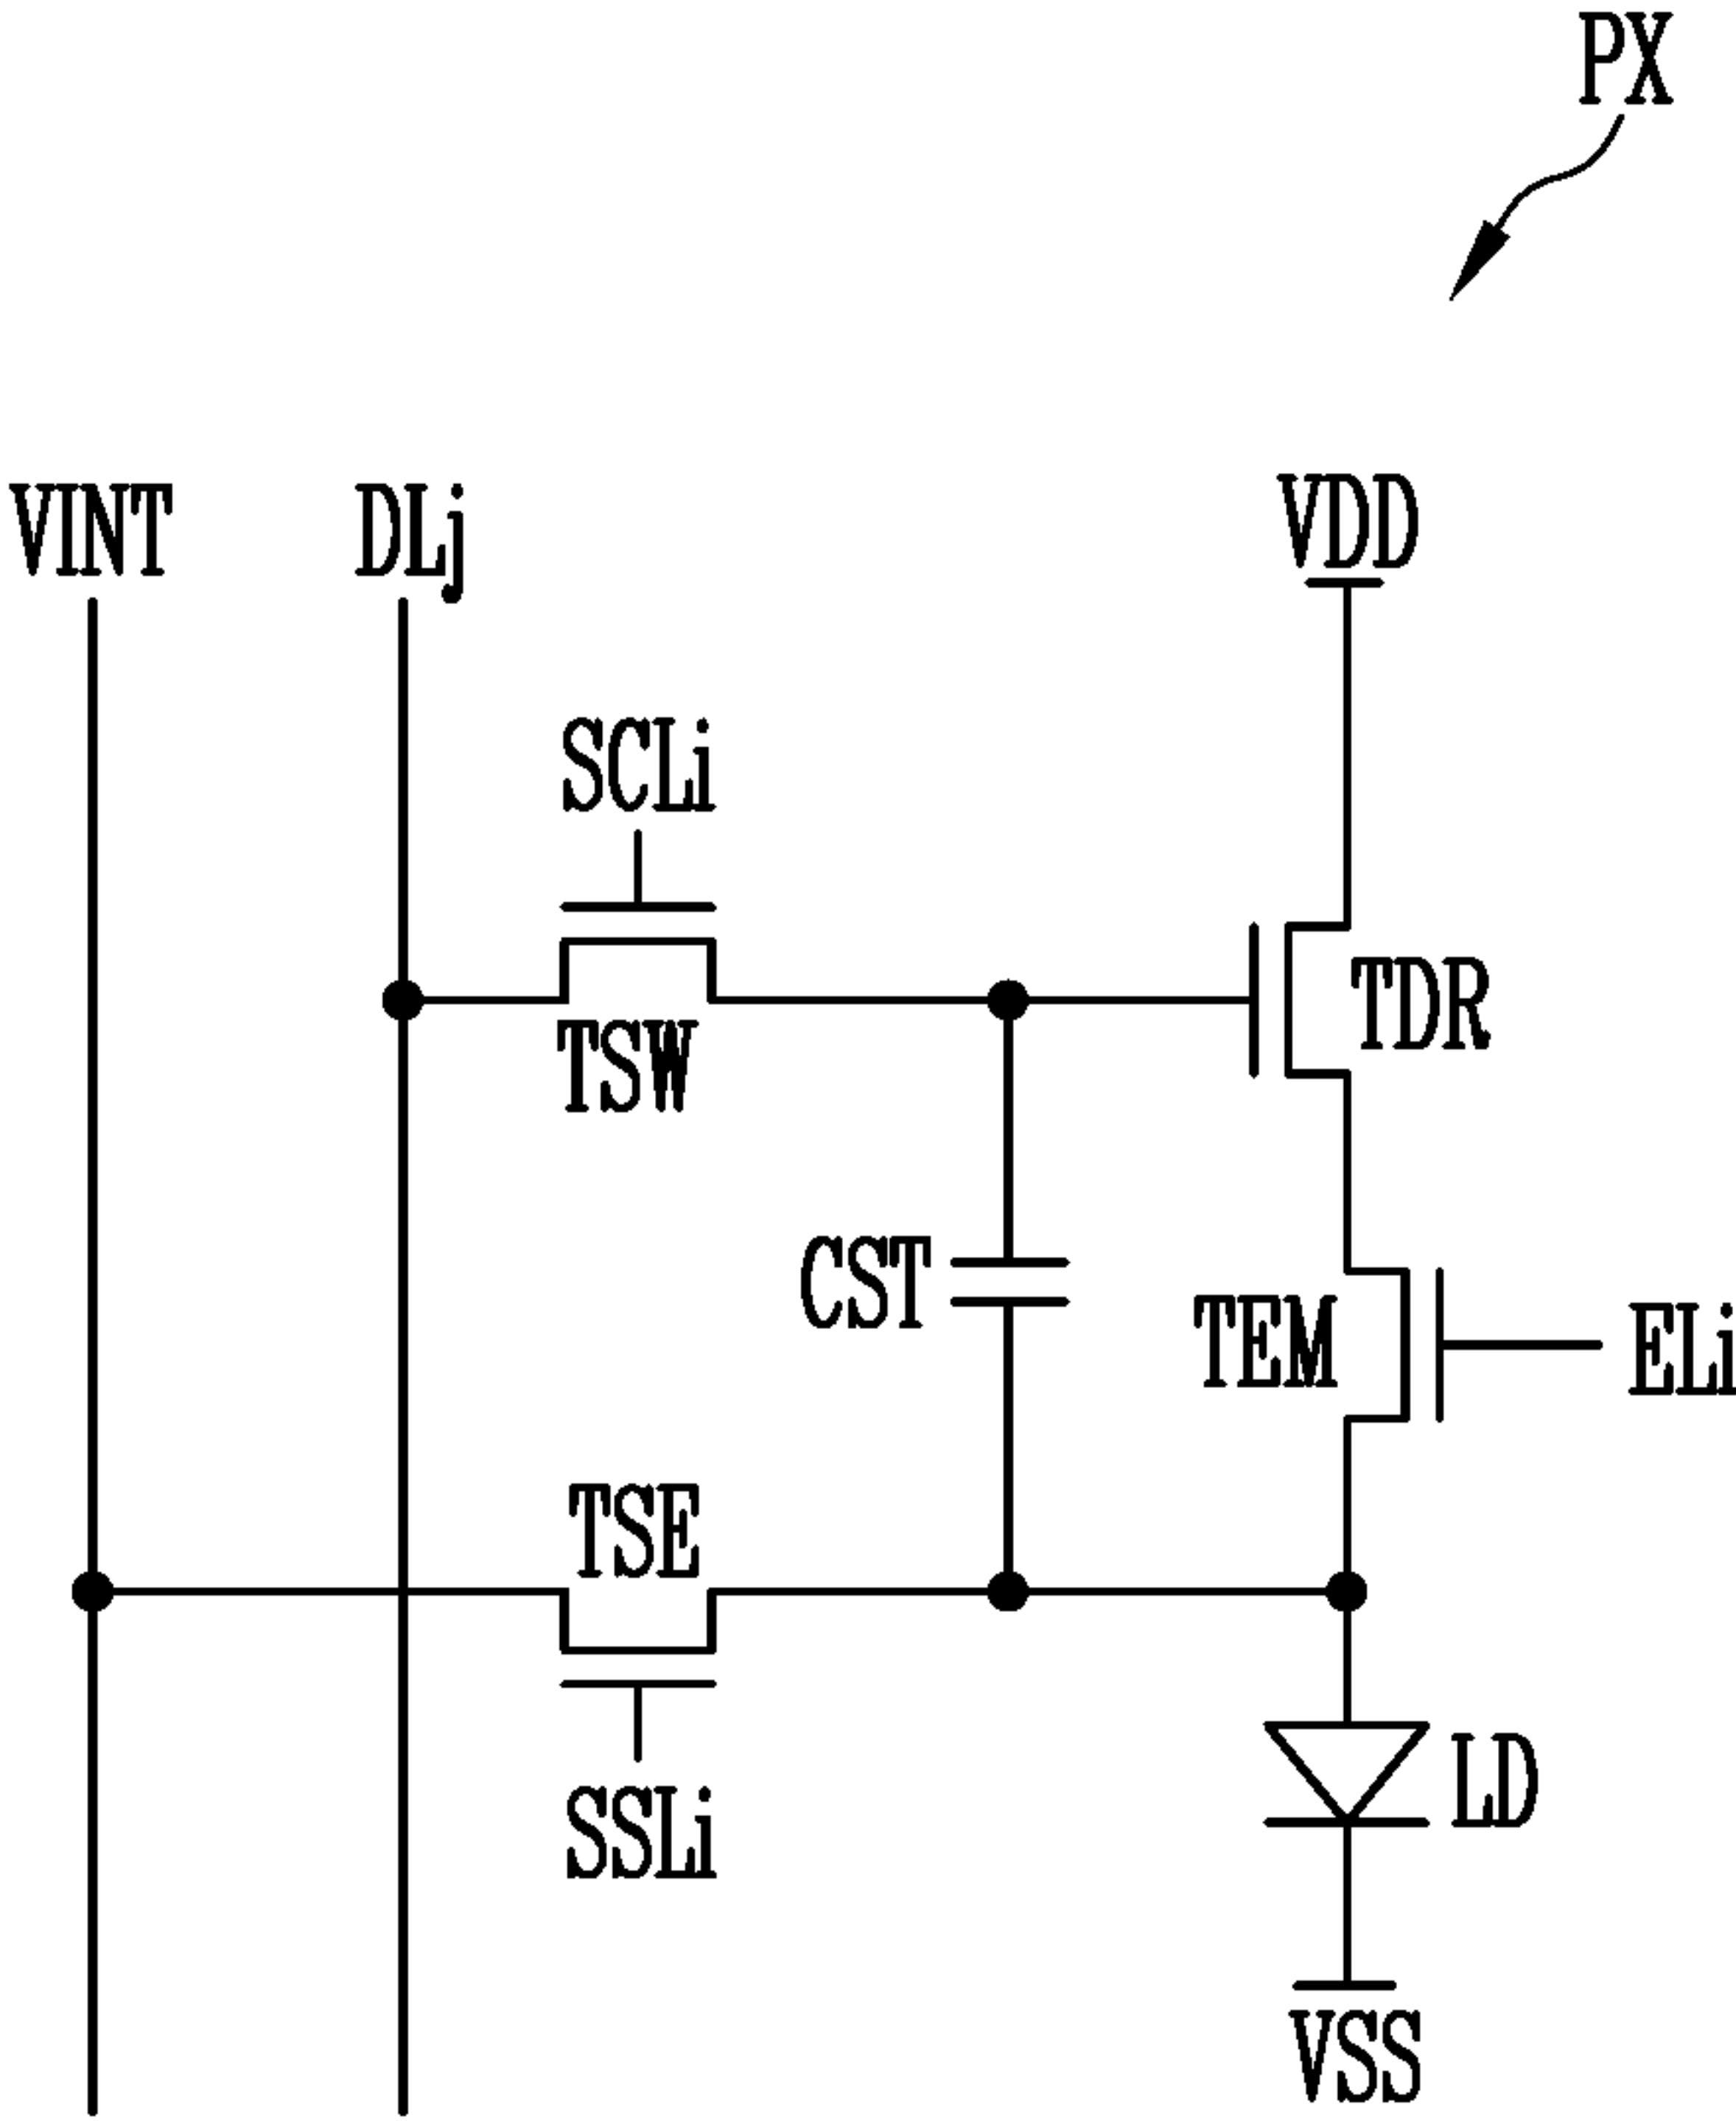 PX
VINT
DLj
VDD
SCLi
TDR
TSW
CST
TEM
ELi
TSE
LD
SSLi
VSS